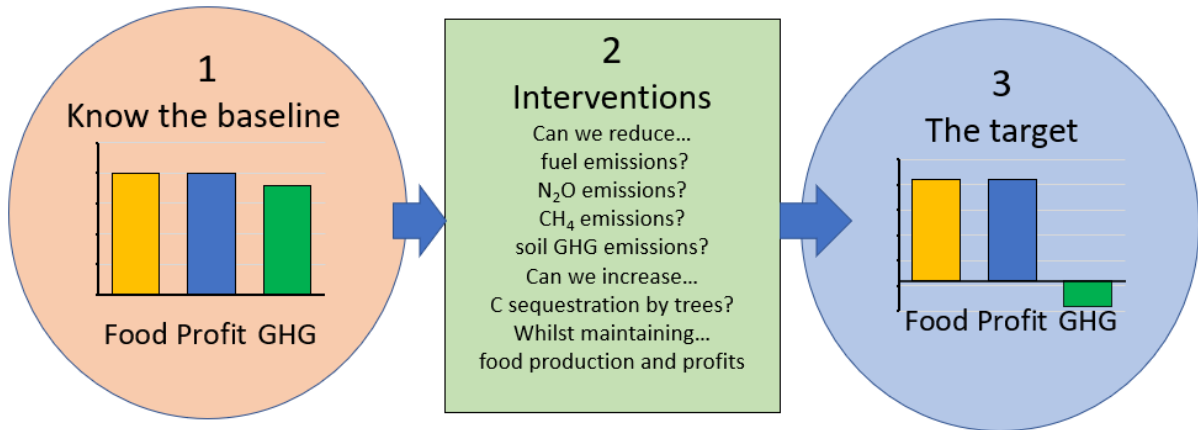 1
Know the baseline
Food Profit GHG
2
Interventions
Can we reduce…
fuel emissions?
N₂O emissions?
CH₄ emissions?
soil GHG emissions?
Can we increase…
C sequestration by trees?
Whilst maintaining…
food production and profits
3
The target
Food Profit GHG